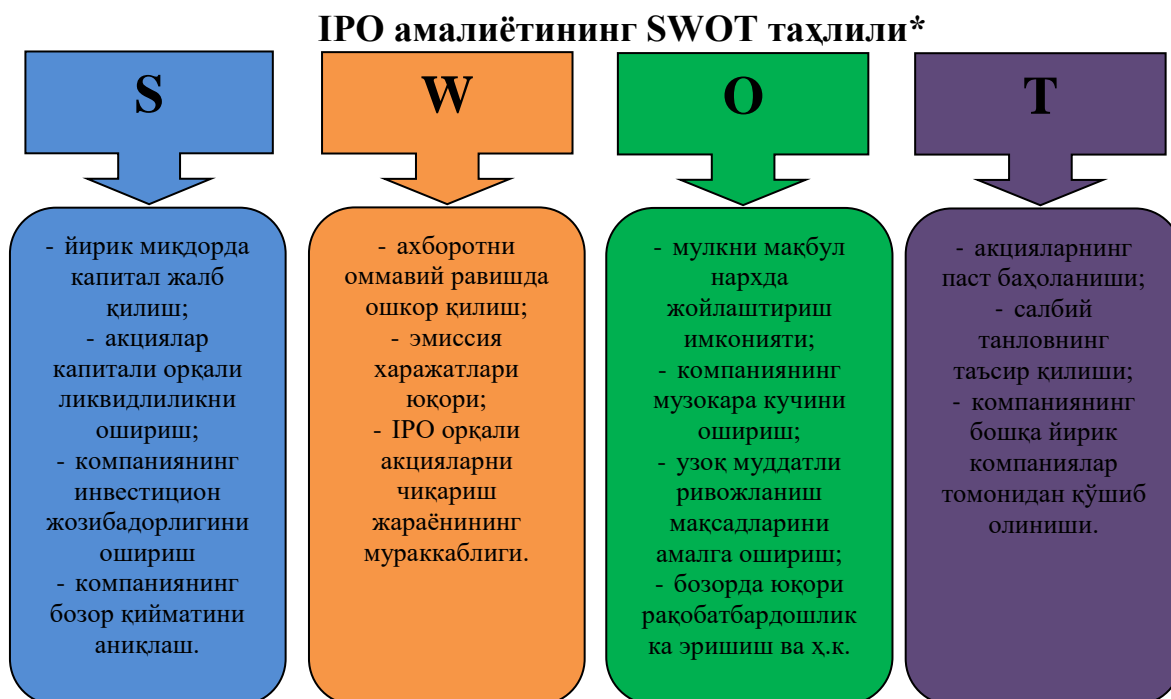 IPO амалиётининг SWOT таҳлили*
S
- йирик миқдорда
капитал жалб
қилиш;
- акциялар
капитали орқали
ликвидлиликни
ошириш;
- компаниянинг
инвестицион
жозибадорлигини
ошириш
- компаниянинг
бозор қийматини
аниқлаш.
W
- ахборотни
оммавий равишда
ошкор қилиш;
- эмиссия
харажатлари
юқори;
- IPO орқали
акцияларни
чиқариш
жараёнининг
мураккаблиги.
O
- мулкни мақбул
нархда
жойлаштириш
имконияти;
- компаниянинг
музокара кучини
ошириш;
- узоқ муддатли
ривожланиш
мақсадларини
амалга ошириш;
- бозорда юқори
рақобатбардошлик
ка эришиш ва ҳ.к.
T
- акцияларнинг
паст баҳоланиши;
- салбий
танловнинг
таъсир қилиши;
- компаниянинг
бошқа йирик
компаниялар
томонидан қўшиб
олиниши.